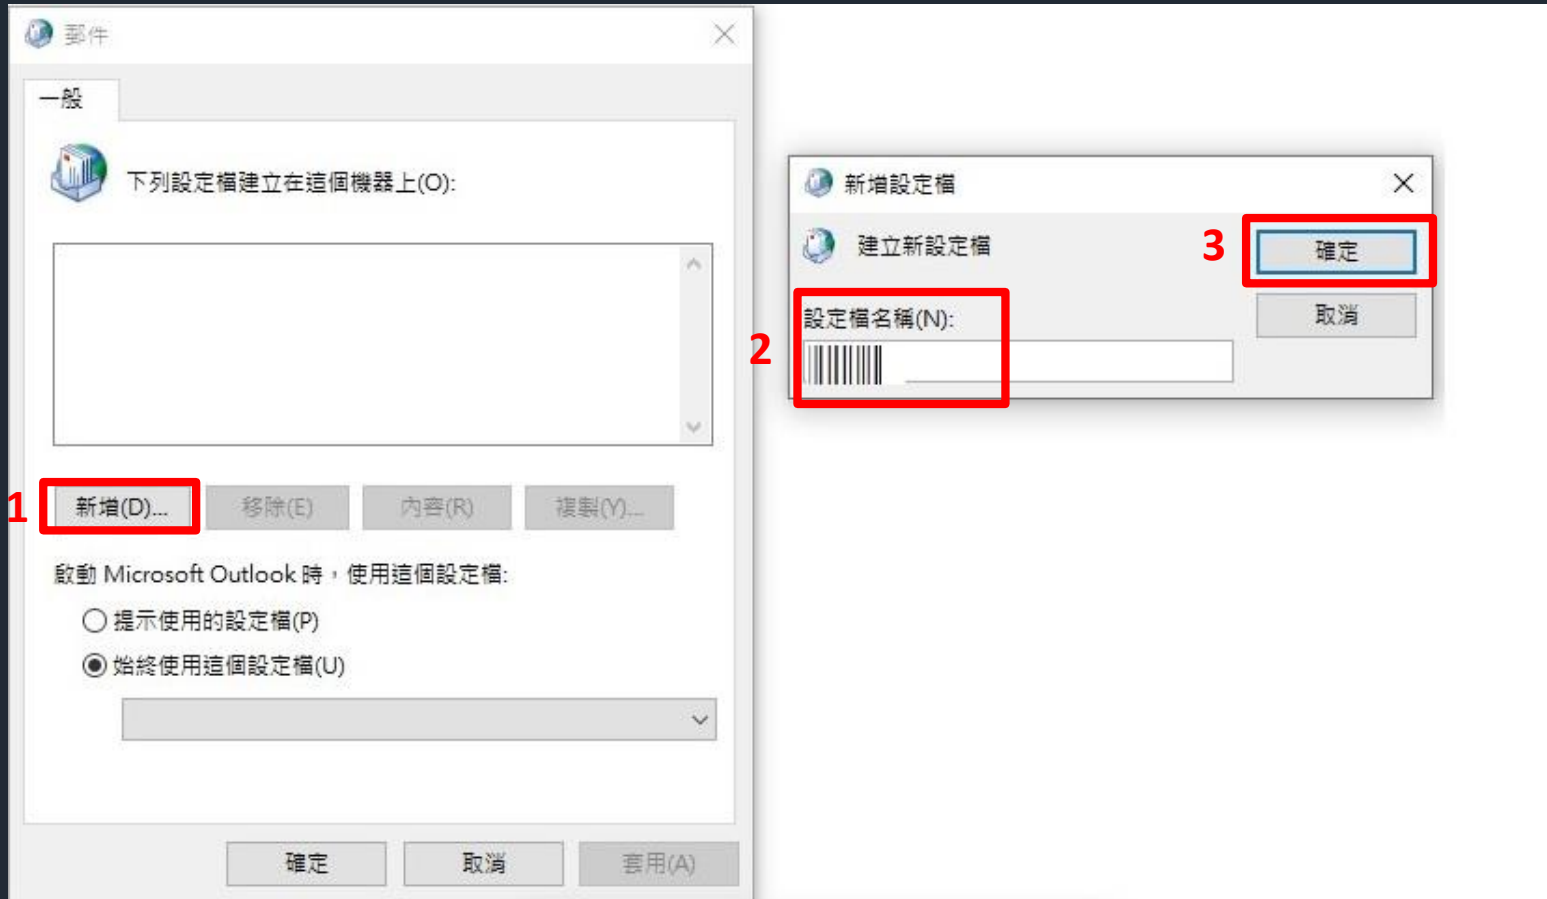 郵件
一般
下列設定檔建立在這個機器上(O):
1
新增(D)...
移除(E)
內容(R)
複製(Y)...
啟動 Microsoft Outlook 時，使用這個設定檔:
提示使用的設定檔(P)
始終使用這個設定檔(U)
確定
取消
套用(A)
新增設定檔
建立新設定檔
3
確定
取消
2
設定檔名稱(N):